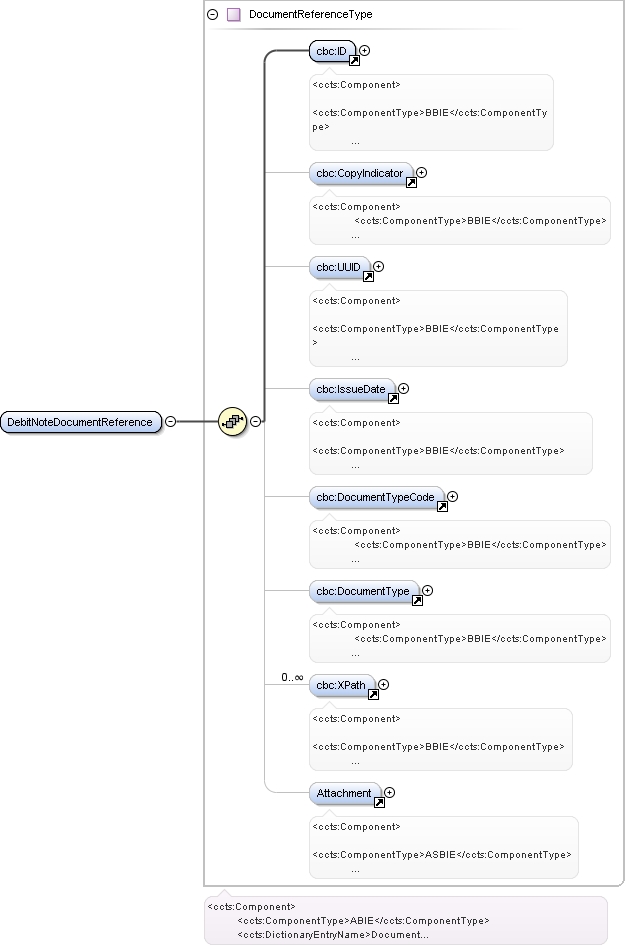 DocumentReferenceType
cbc:ID
<ccts:Component>
<ccts:ComponentType>BBIE</ccts:ComponentTy
pe>
...
cbc:CopyIndicator
<ccts:Component>
<ccts:ComponentType>BBIE</ccts:ComponentType>
...
cbc:UUID
<ccts:Component>
<ccts:ComponentType>BBIE</ccts:ComponentType
>
...
cbc:IssueDate
<ccts:Component>
<ccts:ComponentType>BBIE</ccts:ComponentType>
...
DebitNoteDocumentReference
cbc:DocumentTypeCode
<ccts:Component>
<ccts:ComponentType>BBIE</ccts:ComponentType>
...
cbc:DocumentType
<ccts:Component>
<ccts:ComponentType>BBIE</ccts:ComponentType>
...
0..∞
cbc:XPath
<ccts:Component>
<ccts:ComponentType>BBIE</ccts:ComponentType>
...
Attachment
<ccts:Component>
<ccts:ComponentType>ASBIE</ccts:ComponentType>
...
<ccts:Component>
<ccts:ComponentType>ABIE</ccts:ComponentType>
<ccts:DictionaryEntryName>Document...